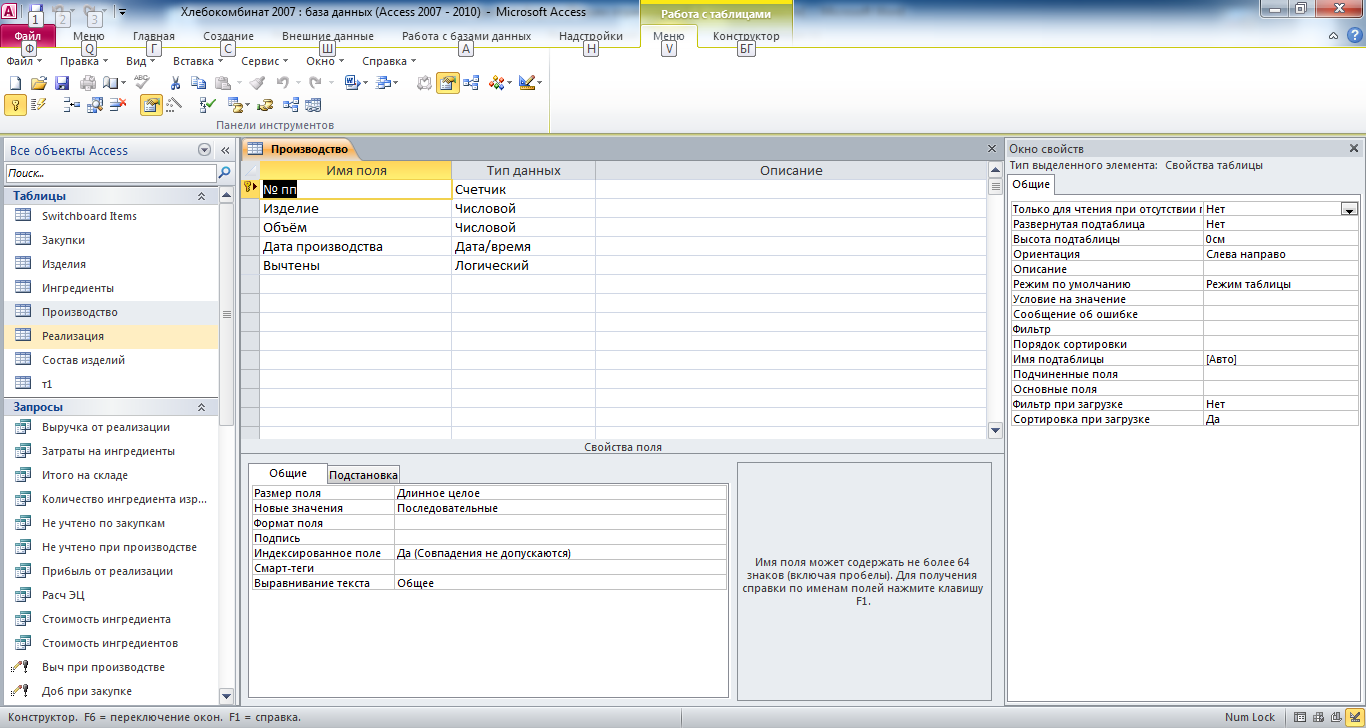 Хлебокомбинат 2007 : база данных (Access 2007 - 2010) - Microsoft Access
Работа с таблицами
1 2 3
Файл Меню Главная Создание Внешние данные Работа с базами данных Надстройки Меню Конструктор
Ф Q Г С Ш А Н V БГ
Файл Правка Вид Вставка Сервис Окно Справка
Панели инструментов
Все объекты Access
Поиск...
Таблицы
Switchboard Items
Закупки
Изделия
Ингредиенты
Производство
Реализация
Состав изделий
т1
Запросы
Выручка от реализации
Затраты на ингредиенты
Итого на складе
Количество ингредиента изр...
Не учтено по закупкам
Не учтено при производстве
Прибыль от реализации
Расч ЭЦ
Стоимость ингредиента
Стоимость ингредиентов
Выч при производстве
Доб при закупке
Производство
Имя поля Тип данных Описание
№ пп Счетчик
Изделие Числовой
Объём Числовой
Дата производства Дата/время
Вычтены Логический
Свойства поля
Общие Подстановка
Размер поля Длинное целое
Новые значения Последовательные
Формат поля
Подпись
Индексированное поле Да (Совпадения не допускаются)
Смарт-теги
Выравнивание текста Общее
Имя поля может содержать не более 64
знаков (включая пробелы). Для получения
справки по именам полей нажмите клавишу
F1.
Окно свойств
Тип выделенного элемента: Свойства таблицы
Общие
Только для чтения при отсутствии г Нет
Развернутая подтаблица Нет
Высота подтаблицы 0см
Ориентация Слева направо
Описание
Режим по умолчанию Режим таблицы
Условие на значение
Сообщение об ошибке
Фильтр
Порядок сортировки
Имя подтаблицы [Авто]
Подчиненные поля
Основные поля
Фильтр при загрузке Нет
Сортировка при загрузке Да
Конструктор. F6 = переключение окон. F1 = справка.
Num Lock